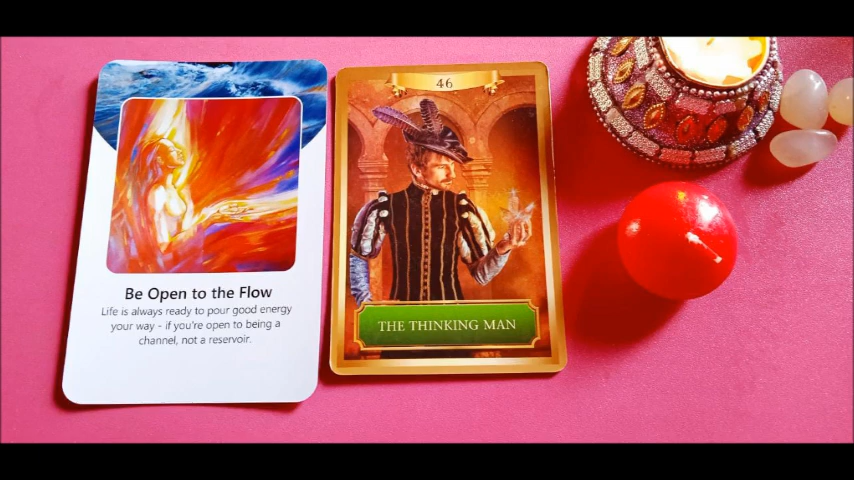 Be Open to the Flow
Life is always ready to pour good energy
your way - if you're open to being a
channel, not a reservoir.
46
THE THINKING MAN